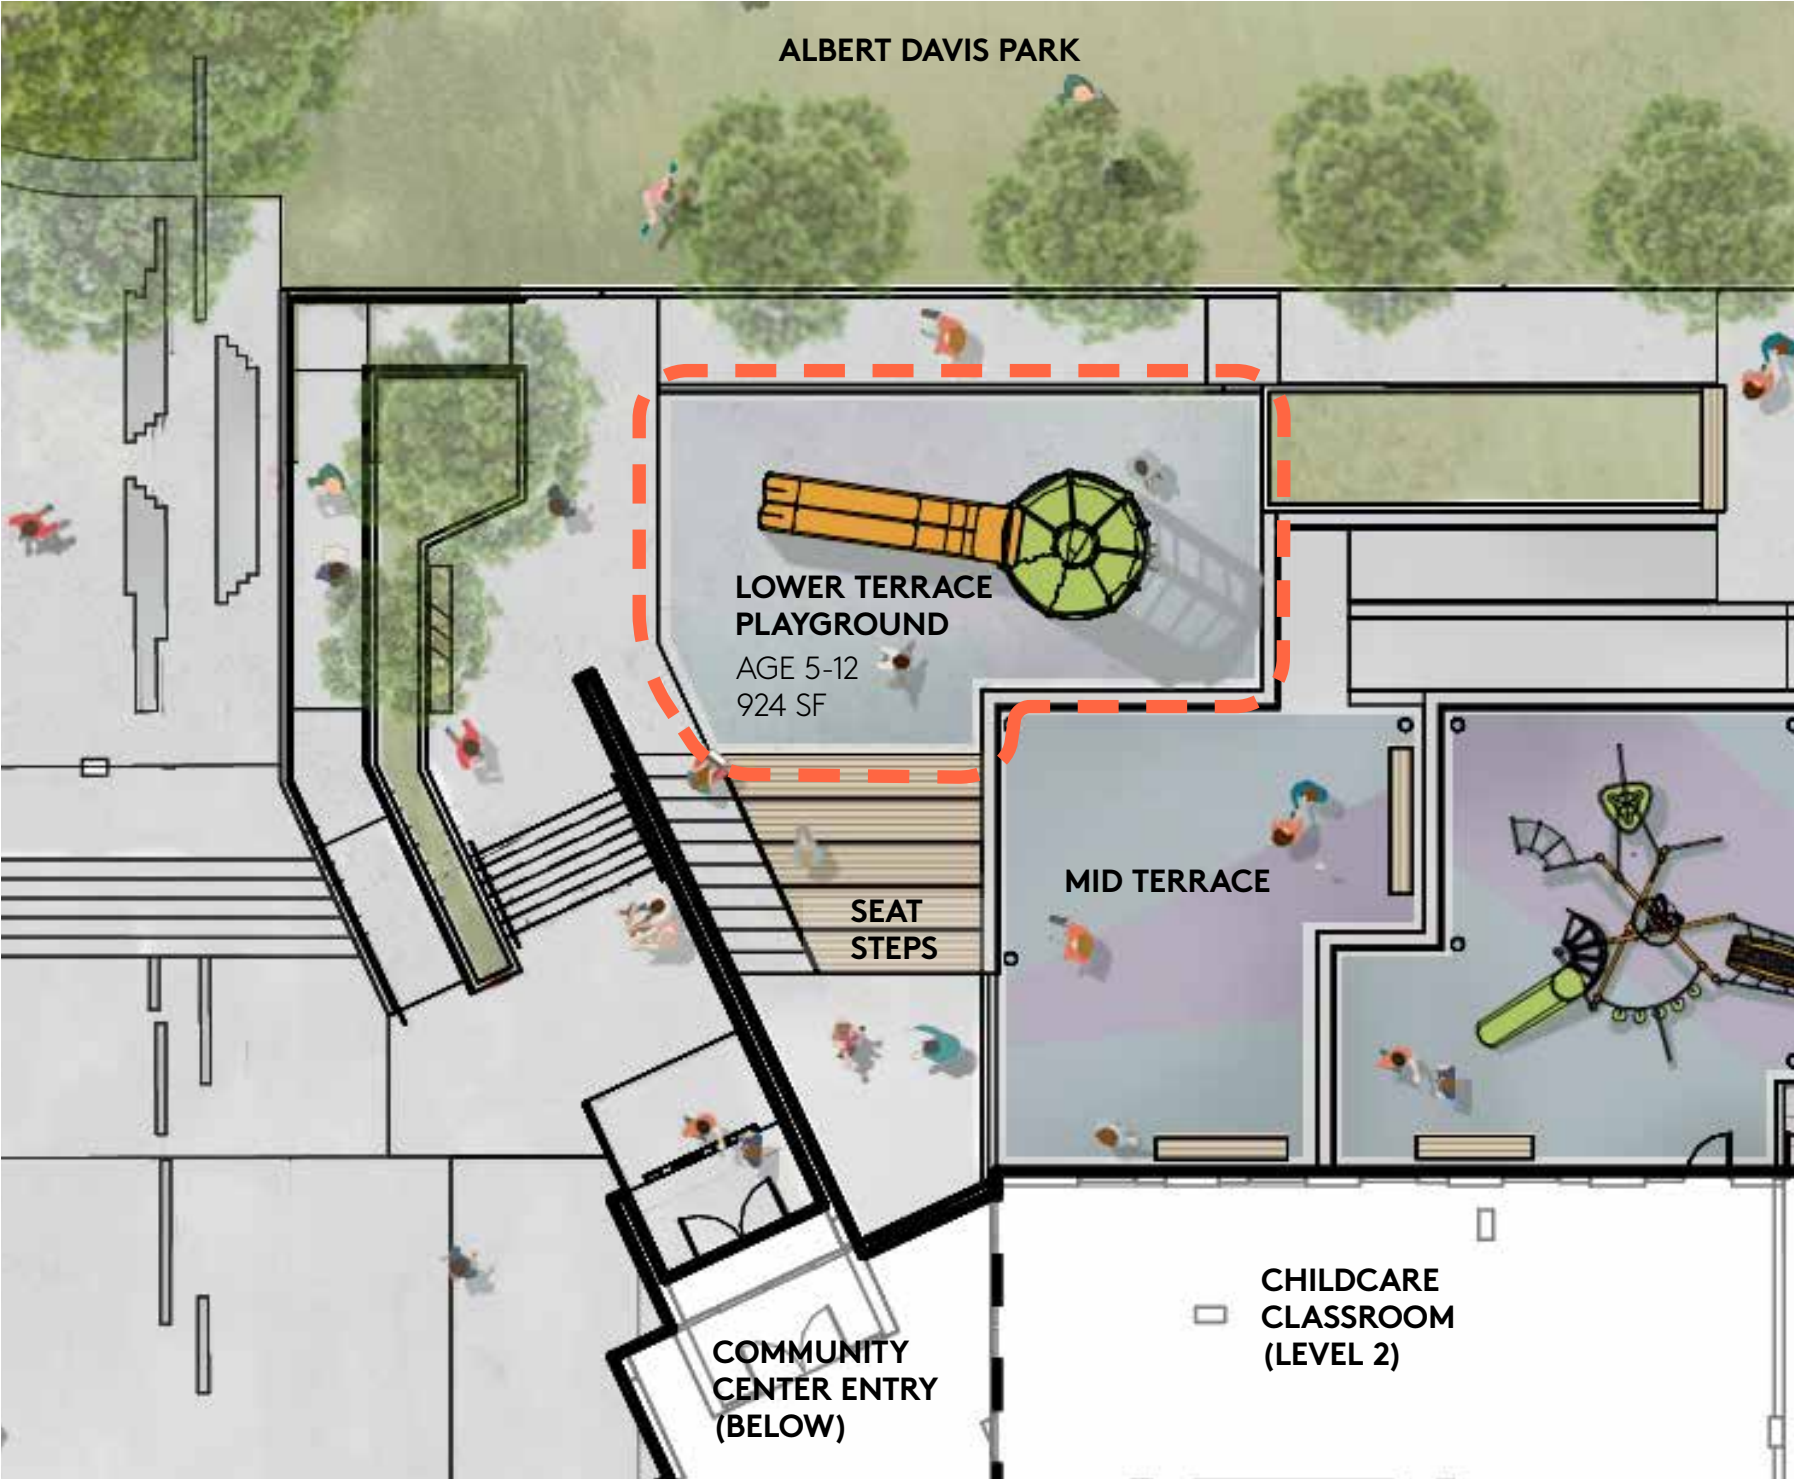 ALBERT DAVIS PARK
LOWER TERRACE
PLAYGROUND
AGE 5-12
924 SF
MID TERRACE
SEAT
STEPS
CHILDCARE
CLASSROOM
(LEVEL 2)
COMMUNITY
CENTER ENTRY
(BELOW)